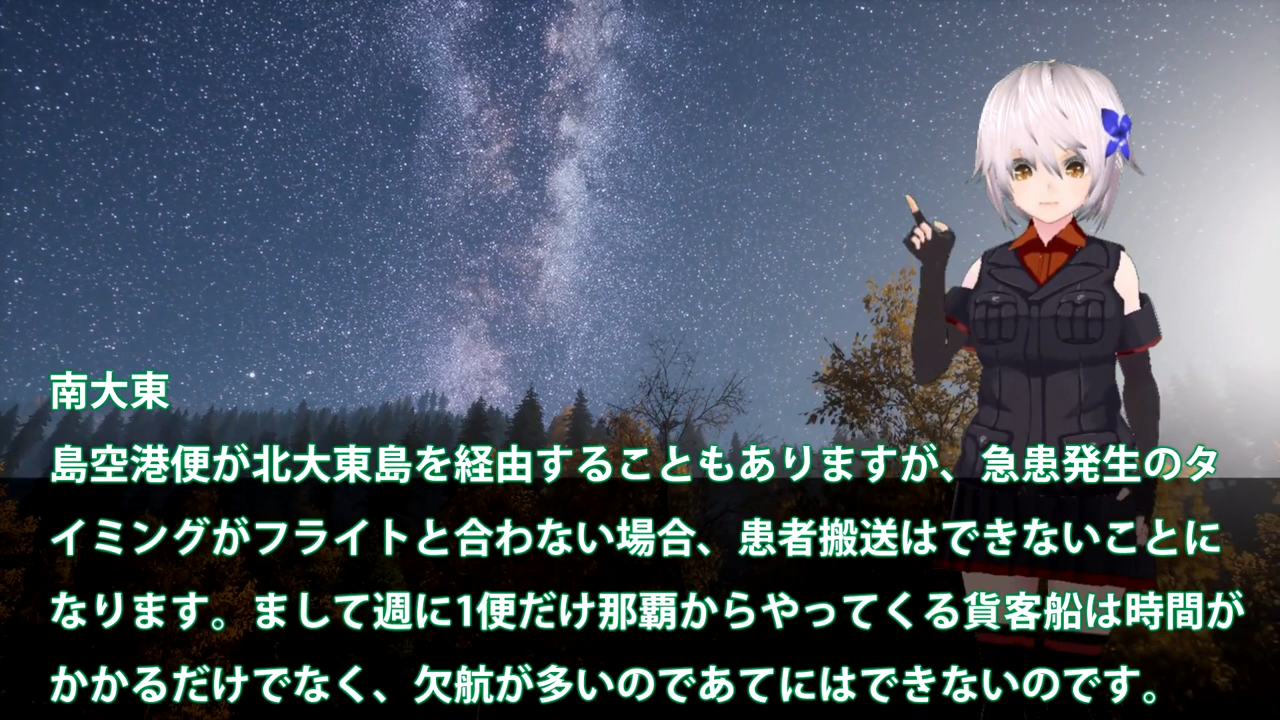 南大東
島空港便が北大東島を経由することもありますが、急患発生のタ
イミングがフライトと合わない場合、患者搬送はできないことに
なります。まして週に1便だけ那覇からやってくる貨客船は時間が
かかるだけでなく、欠航が多いのであてにはできないのです。